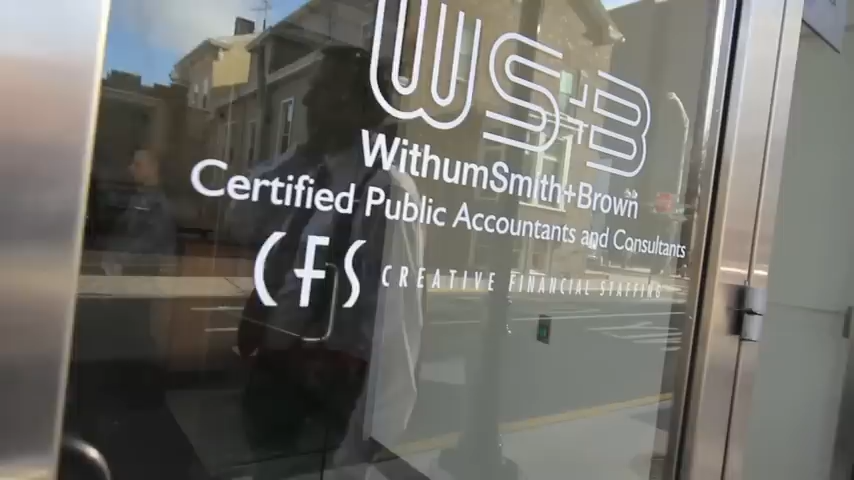 WS+B
WithumSmith+Brown
Certified Public Accountants and Consultants
CFS CREATIVE FINANCIAL STAFFING